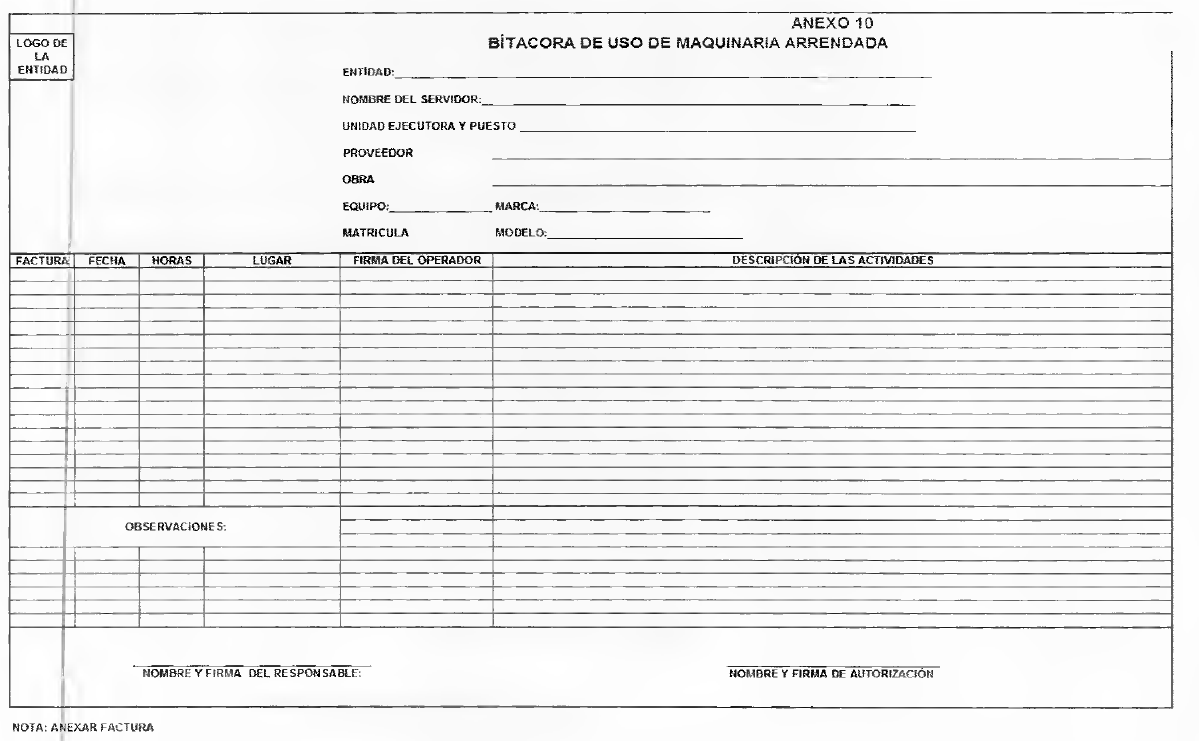 ANEXO 10
BÍTACORA DE USO DE MAQUINARIA ARRENDADA
LOGO DE
LA
ENTIDAD
ENTIDAD:
NOMBRE DEL SERVIDOR:
UNIDAD EJECUTORA Y PUESTO
PROVEEDOR
OBRA
EQUIPO: MARCA:
MATRICULA MODELO:
FACTURA FECHA HORAS LUGAR FIRMA DEL OPERADOR DESCRIPCIÓN DE LAS ACTIVIDADES
OBSERVACIONES:
NOMBRE Y FIRMA DEL RESPONSABLE: NOMBRE Y FIRMA DE AUTORIZACIÓN
NOTA: ANEXAR FACTURA